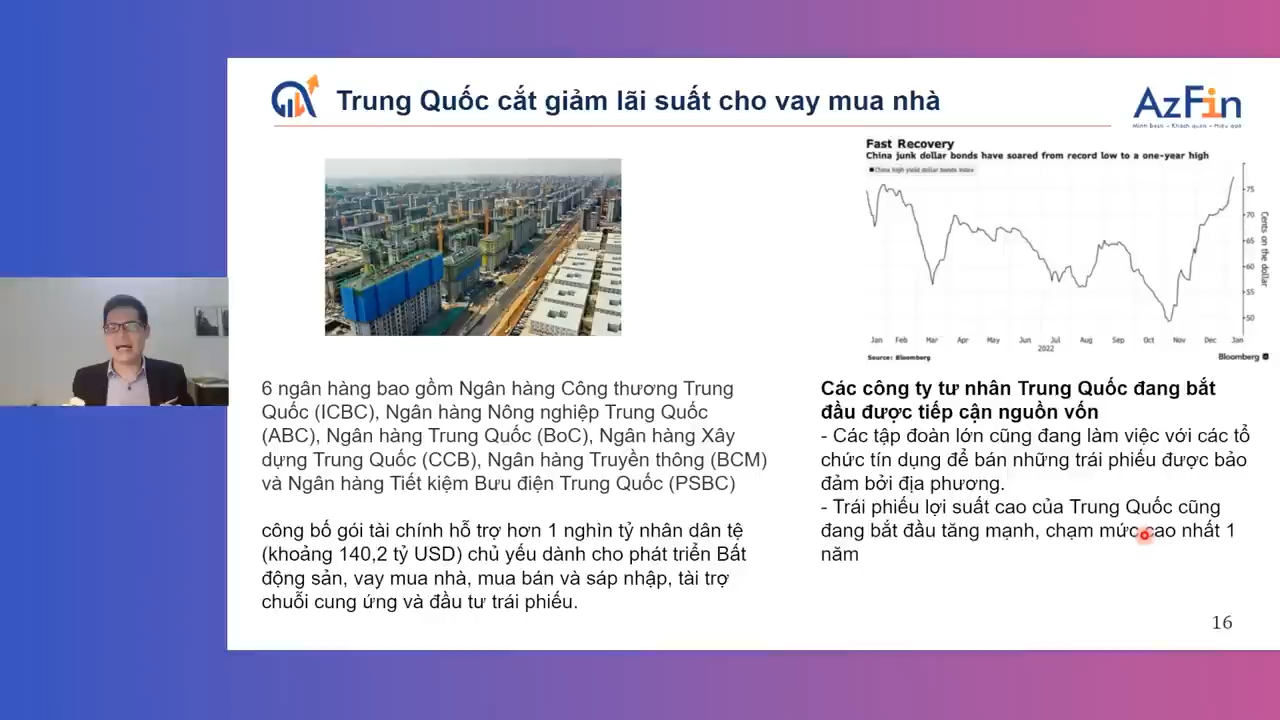 Trung Quốc cắt giảm lãi suất cho vay mua nhà
AzFin
Minh bạch – Khách quan – Hiệu quả
Fast Recovery
China junk dollar bonds have soared from record low to a one-year high
China high-yield dollar bonds index
75
70
65
60
55
50
Cents on the dollar
Jan Feb Mar Apr May Jun Jul Aug Sep Oct Nov Dec Jan
2022
Source: Bloomberg
Bloomberg
6 ngân hàng bao gồm Ngân hàng Công thương Trung
Quốc (ICBC), Ngân hàng Nông nghiệp Trung Quốc
(ABC), Ngân hàng Trung Quốc (BoC), Ngân hàng Xây
dựng Trung Quốc (CCB), Ngân hàng Truyền thông (BCM)
và Ngân hàng Tiết kiệm Bưu điện Trung Quốc (PSBC)
công bố gói tài chính hỗ trợ hơn 1 nghìn tỷ nhân dân tệ
(khoảng 140,2 tỷ USD) chủ yếu dành cho phát triển Bất
động sản, vay mua nhà, mua bán và sáp nhập, tài trợ
chuỗi cung ứng và đầu tư trái phiếu.
Các công ty tư nhân Trung Quốc đang bắt
đầu được tiếp cận nguồn vốn
- Các tập đoàn lớn cũng đang làm việc với các tổ
chức tín dụng để bán những trái phiếu được bảo
đảm bởi địa phương.
- Trái phiếu lợi suất cao của Trung Quốc cũng
đang bắt đầu tăng mạnh, chạm mức cao nhất 1
năm
16